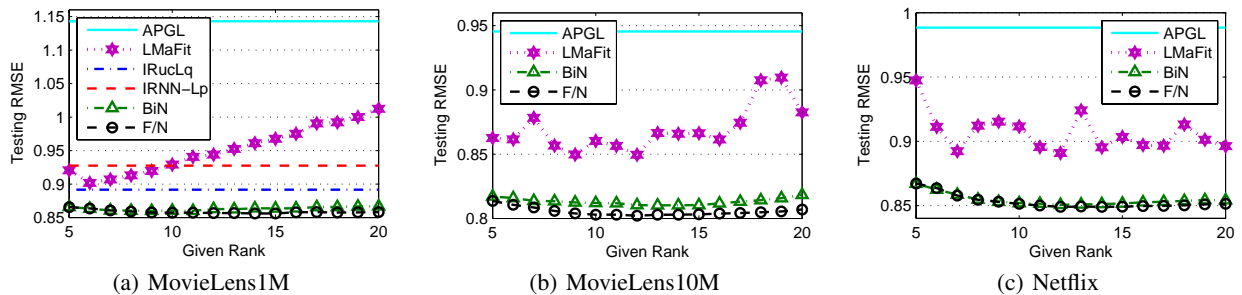 1.15
1.1
1.05
1
0.95
0.9
0.85
Testing RMSE
APGL
LMaFit
IRucLq
IRNN-Lp
BiN
F/N
5 10 15 20
Given Rank
(a) MovieLens1M
0.95
0.9
0.85
0.8
Testing RMSE
APGL
LMaFit
BiN
F/N
5 10 15 20
Given Rank
(b) MovieLens10M
1
0.95
0.9
0.85
Testing RMSE
APGL
LMaFit
BiN
F/N
5 10 15 20
Given Rank
(c) Netflix